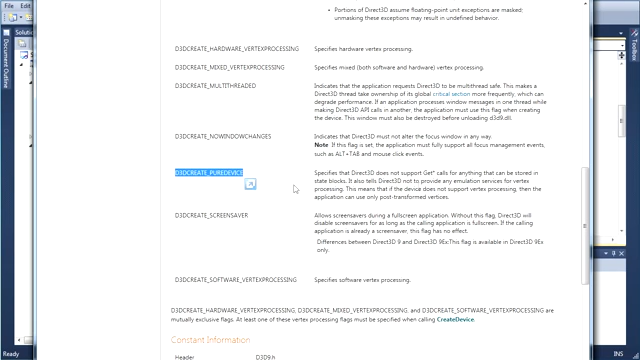 File Edit
Document Outline
Solutio
Toolbox
• Portions of Direct3D assume floating-point unit exceptions are masked;
unmasking these exceptions may result in undefined behavior.
D3DCREATE_HARDWARE_VERTEXPROCESSING Specifies hardware vertex processing.
D3DCREATE_MIXED_VERTEXPROCESSING Specifies mixed (both software and hardware) vertex processing.
D3DCREATE_MULTITHREADED Indicates that the application requests Direct3D to be multithread safe. This makes a
Direct3D thread take ownership of its global critical section more frequently, which can
degrade performance. If an application processes window messages in one thread while
making Direct3D API calls in another, the application must use this flag when creating
the device. This window must also be destroyed before unloading d3d9.dll.
D3DCREATE_NOWINDOWCHANGES Indicates that Direct3D must not alter the focus window in any way.
Note If this flag is set, the application must fully support all focus management events,
such as ALT+TAB and mouse click events.
D3DCREATE_PUREDEVICE Specifies that Direct3D does not support Get* calls for anything that can be stored in
state blocks. It also tells Direct3D not to provide any emulation services for vertex
processing. This means that if the device does not support vertex processing, then the
application can use only post-transformed vertices.
D3DCREATE_SCREENSAVER Allows screensavers during a fullscreen application. Without this flag, Direct3D will
disable screensavers for as long as the calling application is fullscreen. If the calling
application is already a screensaver, this flag has no effect.
Differences between Direct3D 9 and Direct3D 9Ex:This flag is available in Direct3D 9Ex
only.
D3DCREATE_SOFTWARE_VERTEXPROCESSING Specifies software vertex processing.
D3DCREATE_HARDWARE_VERTEXPROCESSING, D3DCREATE_MIXED_VERTEXPROCESSING, and D3DCREATE_SOFTWARE_VERTEXPROCESSING are
mutually exclusive flags. At least one of these vertex processing flags must be specified when calling CreateDevice.
Constant Information
Header D3D9.h
Ready INS